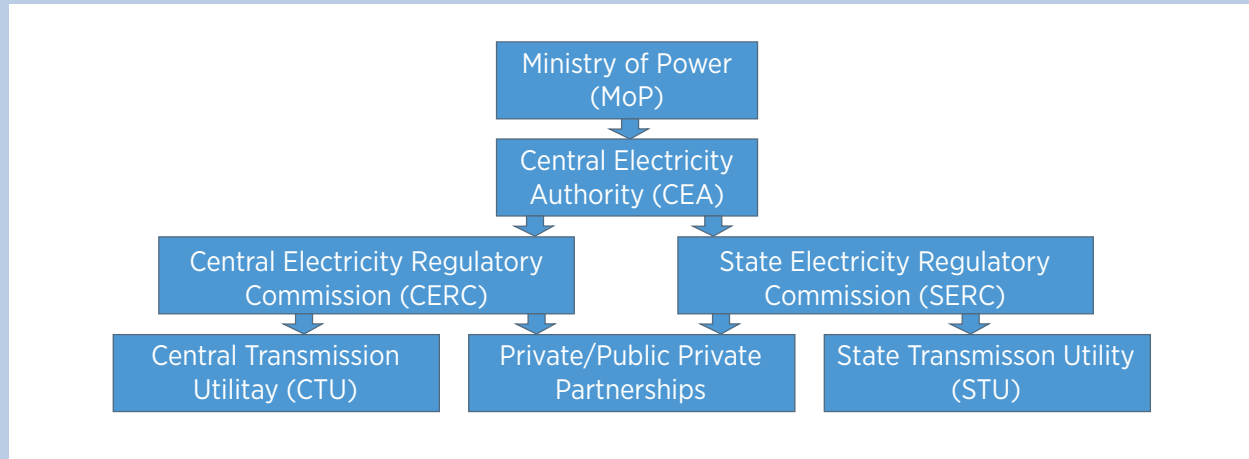 Ministry of Power
(MoP)
Central Electricity
Authority (CEA)
Central Electricity Regulatory
Commission (CERC)
State Electricity Regulatory
Commission (SERC)
Central Transmission
Utilitay (CTU)
Private/Public Private
Partnerships
State Transmisson Utility
(STU)